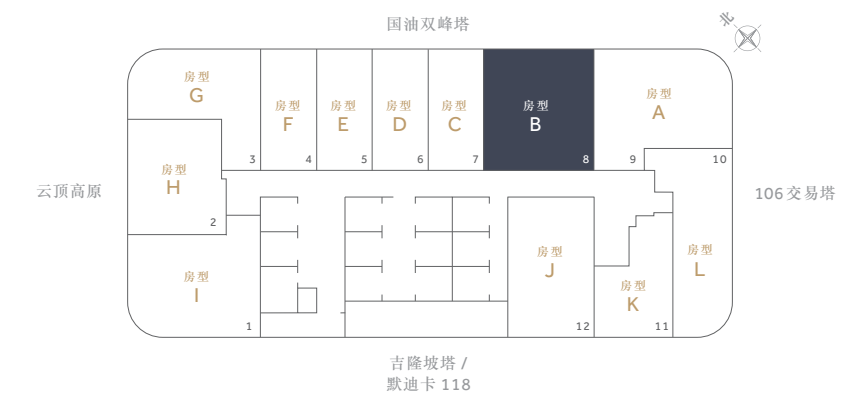 国油双峰塔
北
房型
G
房型
F
房型
E
房型
D
房型
C
房型
B
房型
A
3
4
5
6
7
8
9
10
云顶高原
房型
H
2
106 交易塔
房型
I
1
房型
J
12
房型
K
11
房型
L
吉隆坡塔 /
默迪卡 118